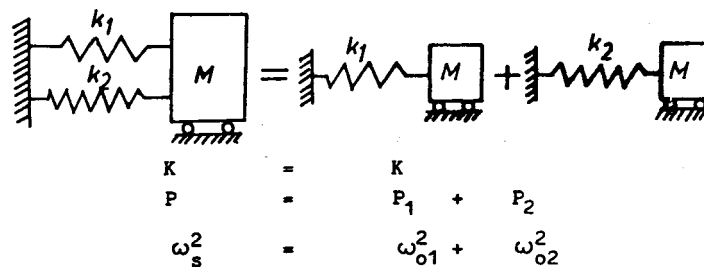 k₁ k₂ M = k₁ M + k₂ M
K = K
P = P₁ + P₂
ω²ₛ = ω²ₒ₁ + ω²ₒ₂